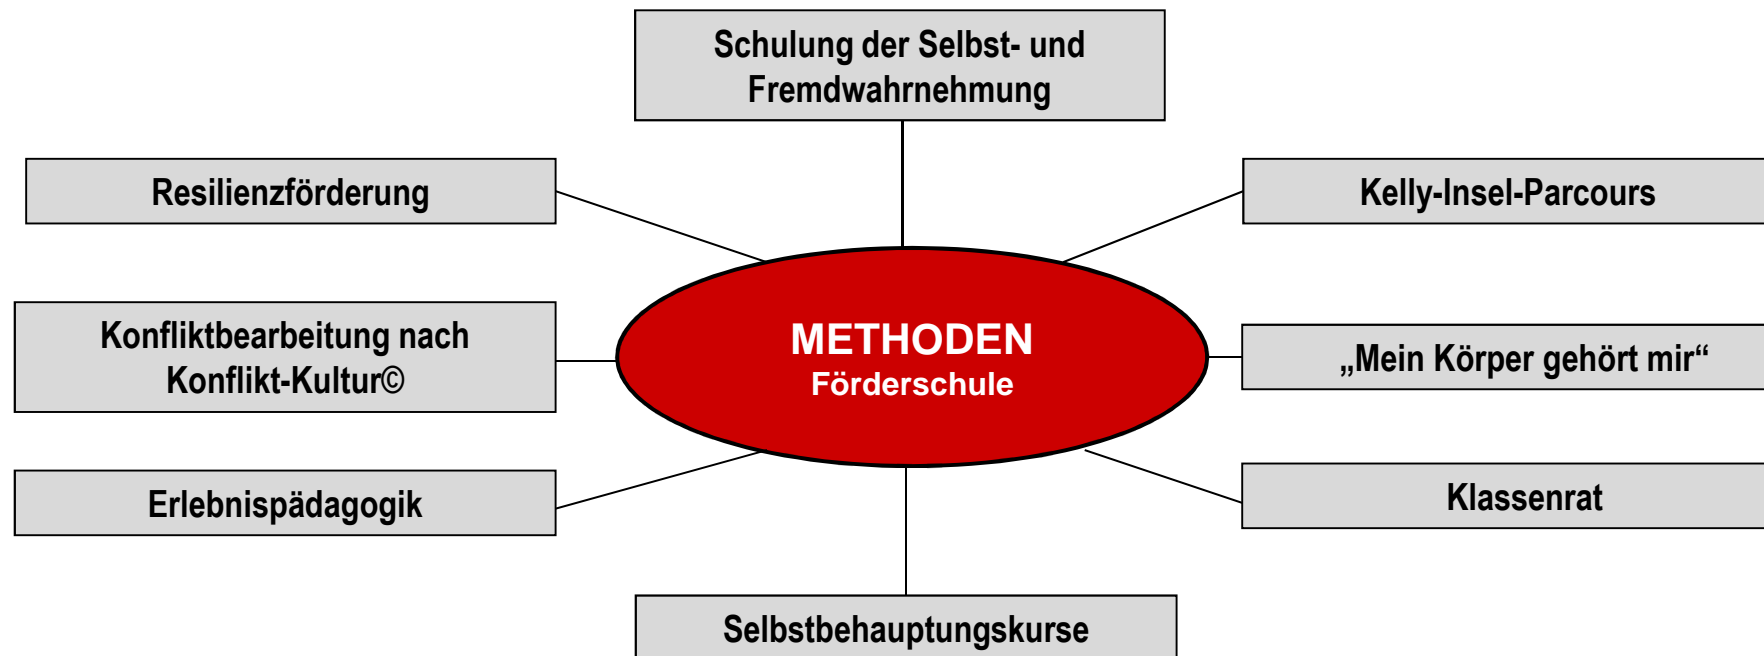 Schulung der Selbst- und
Fremdwahrnehmung
Resilienzförderung
Kelly-Insel-Parcours
Konfliktbearbeitung nach
Konflikt-Kultur©
METHODEN
Förderschule
„Mein Körper gehört mir“
Erlebnispädagogik
Klassenrat
Selbstbehauptungskurse